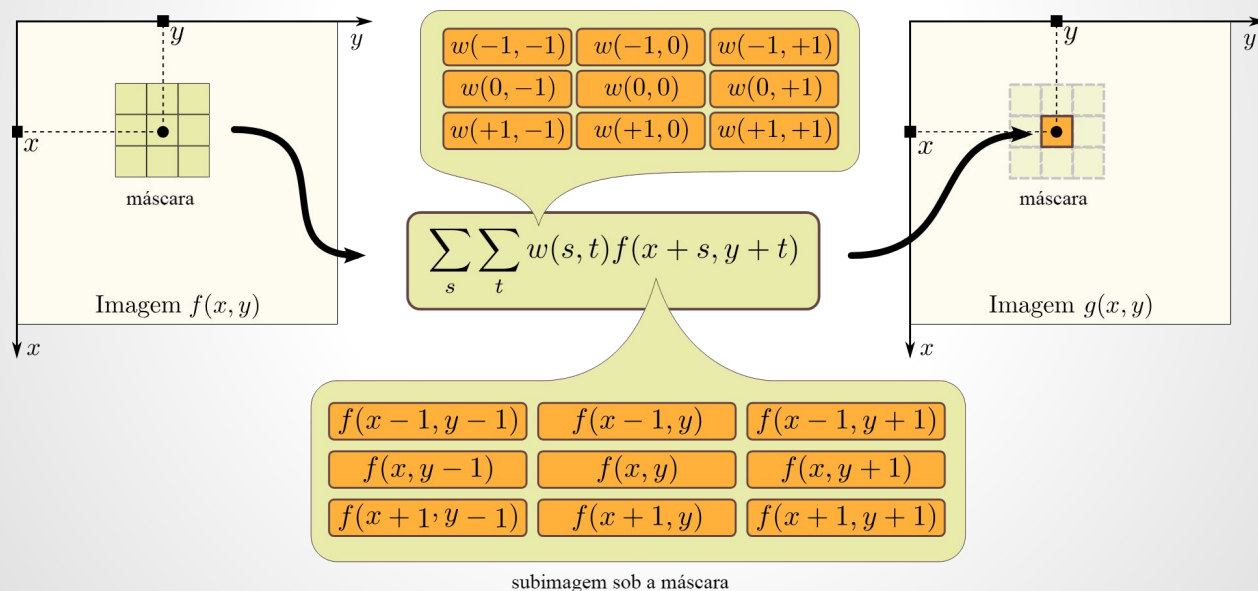 y
y
x
máscara
Imagem f(x, y)
x
w(−1, −1) w(−1, 0) w(−1, +1)
w(0, −1) w(0, 0) w(0, +1)
w(+1, −1) w(+1, 0) w(+1, +1)
∑ₛ ∑ₜ w(s, t)f(x + s, y + t)
f(x − 1, y − 1) f(x − 1, y) f(x − 1, y + 1)
f(x, y − 1) f(x, y) f(x, y + 1)
f(x + 1, y − 1) f(x + 1, y) f(x + 1, y + 1)
subimagem sob a máscara
y
y
x
máscara
Imagem g(x, y)
x